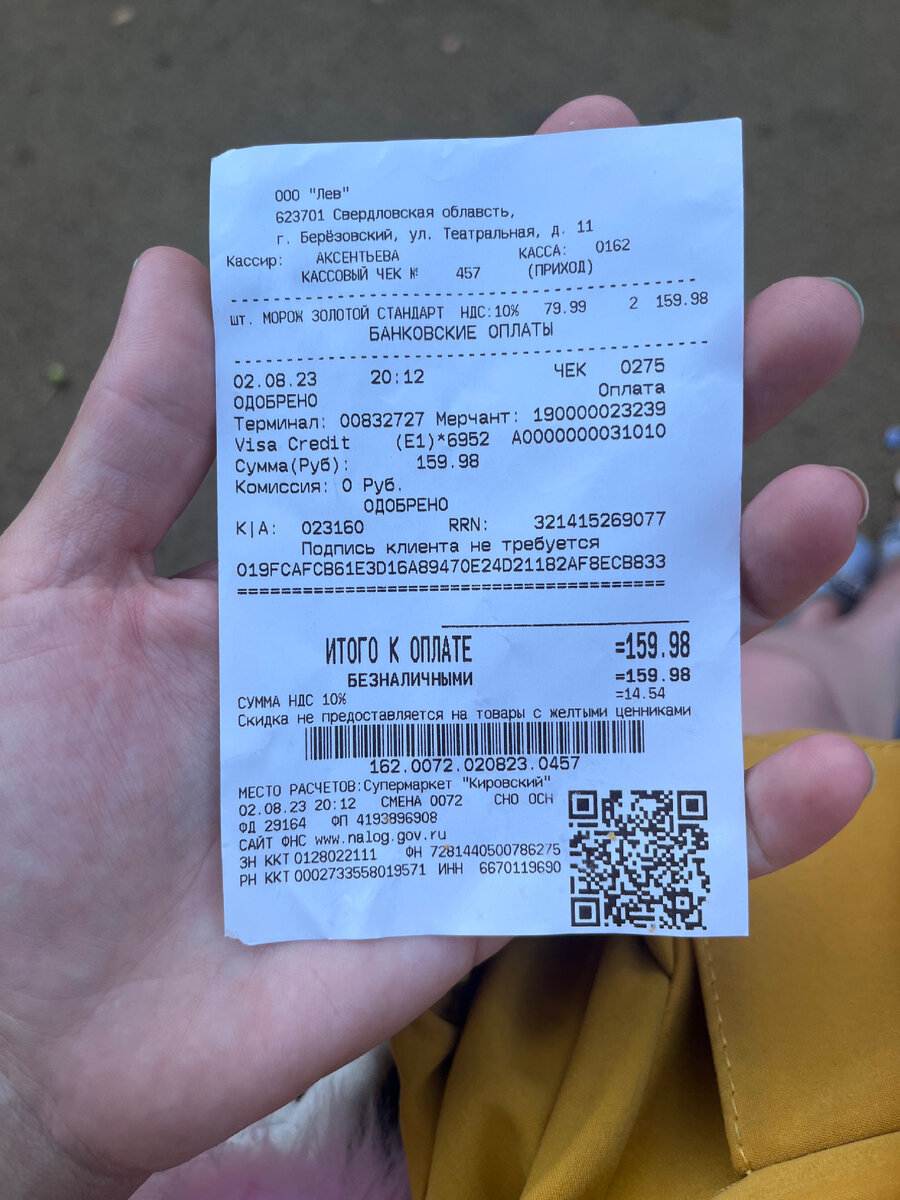 ООО "Лев"
623701 Свердловская облавсть,
г. Берёзовский, ул. Театральная, д. 11
Кассир: АКСЕНТЬЕВА КАССА: 0162
КАССОВЫЙ ЧЕК № 457 (ПРИХОД)
шт. МОРОЖ ЗОЛОТОЙ СТАНДАРТ НДС:10% 79.99 2 159.98
БАНКОВСКИЕ ОПЛАТЫ
02.08.23 20:12 ЧЕК 0275
ОДОБРЕНО Оплата
Терминал: 00832727 Мерчант: 190000023239
Visa Credit (E1)*6952 A0000000031010
Сумма(Руб): 159.98
Комиссия: 0 Руб.
ОДОБРЕНО
К|А: 023160 RRN: 321415269077
Подпись клиента не требуется
019FCAFCB61E3D16A89470E24D21182AF8ECB833
========================================
ИТОГО К ОПЛАТЕ =159.98
БЕЗНАЛИЧНЫМИ =159.98
СУММА НДС 10% =14.54
Скидка не предоставляется на товары с желтыми ценниками
162.0072.020823.0457
МЕСТО РАСЧЕТОВ:Супермаркет "Кировский"
02.08.23 20:12 СМЕНА 0072 СНО ОСН
ФД 29164 ФП 4193896908
САЙТ ФНС www.nalog.gov.ru
ЗН ККТ 0128022111 ФН 7281440500786275
РН ККТ 0002733558019571 ИНН 6670119690